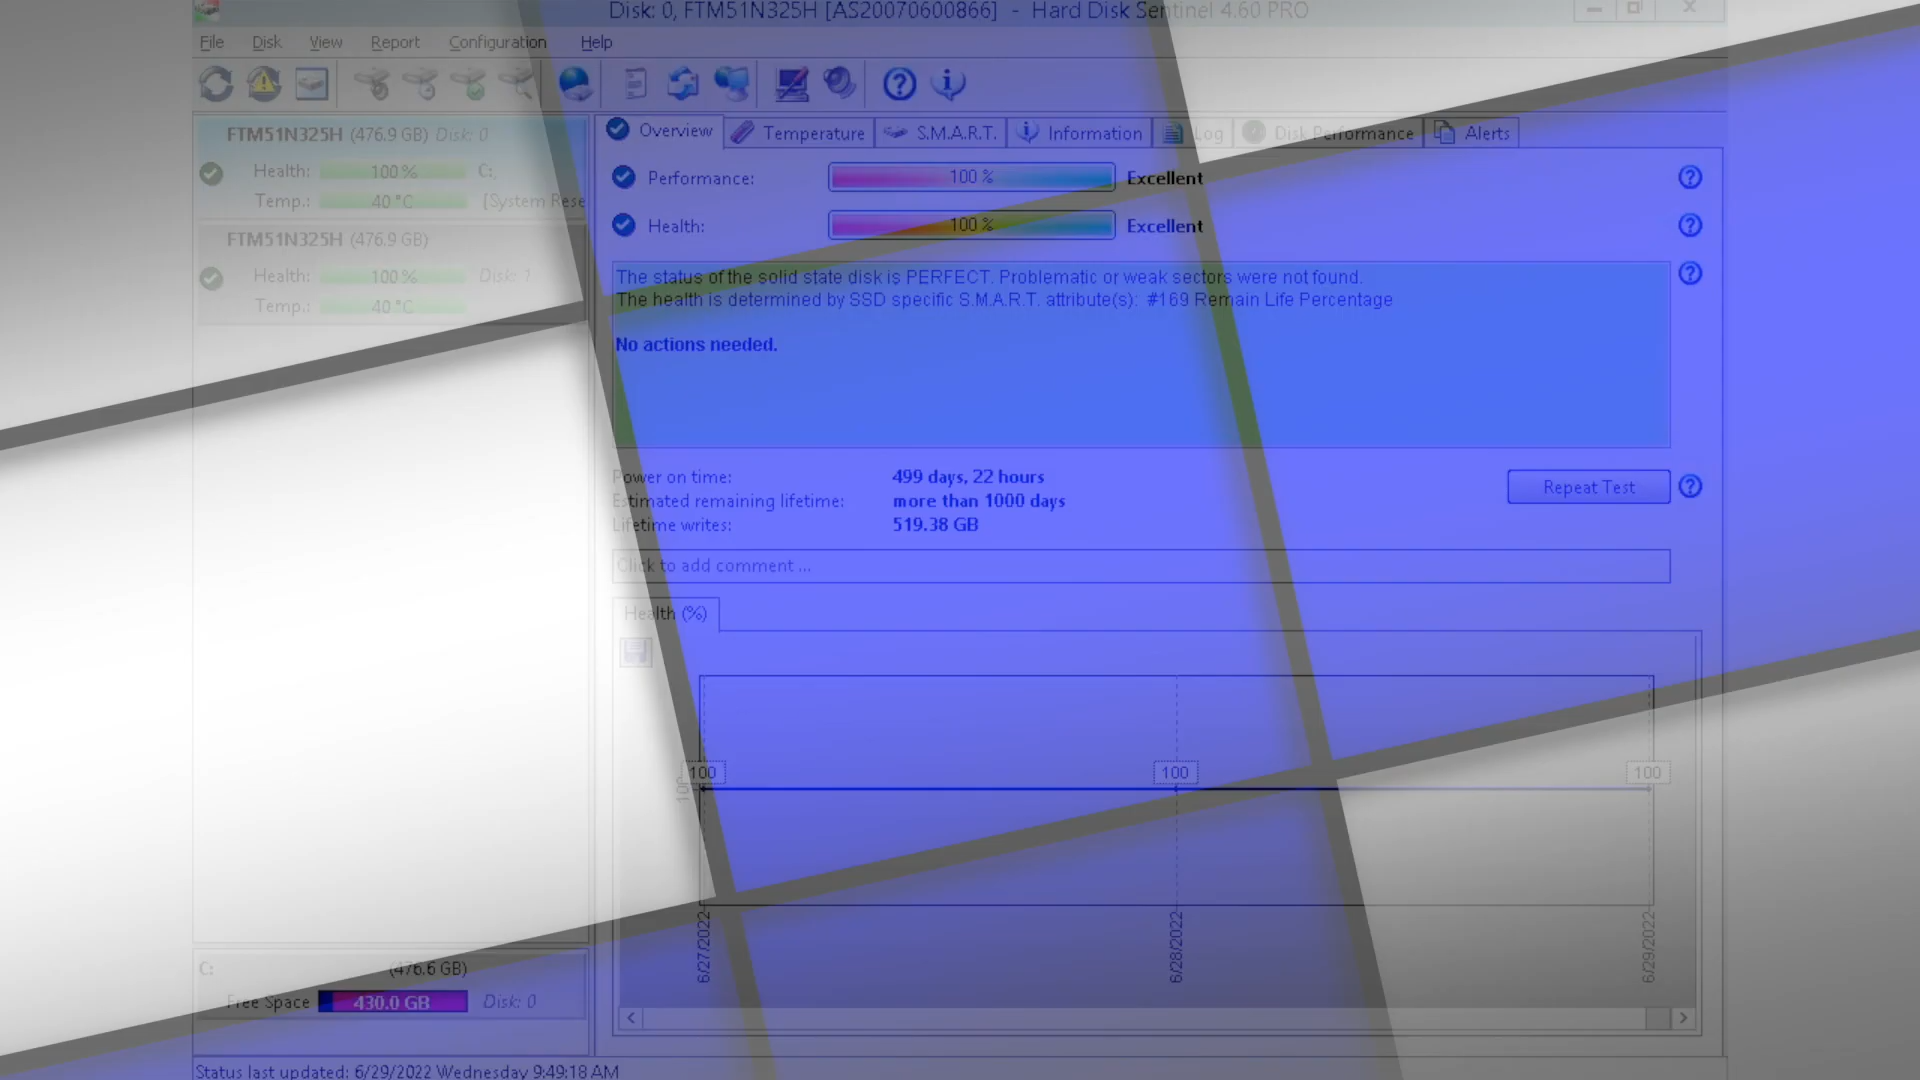 Disk: 0, FTM51N325H [AS20070600866] - Hard Disk Sentinel 4.60 PRO
File Disk View Report Configuration Help
FTM51N325H (476.9 GB) Disk: 0
Health: 100 % C:,
Temp.: 40 °C [System Rese
FTM51N325H (476.9 GB)
Health: 100 % Disk: 1
Temp.: 40 °C
C: (476.6 GB)
Free Space 430.0 GB Disk: 0
Overview Temperature S.M.A.R.T. Information Log Disk Performance Alerts
Performance: 100 % Excellent
Health: 100 % Excellent
The status of the solid state disk is PERFECT. Problematic or weak sectors were not found.
The health is determined by SSD specific S.M.A.R.T. attribute(s): #169 Remain Life Percentage
No actions needed.
Power on time: 499 days, 22 hours
Estimated remaining lifetime: more than 1000 days
Lifetime writes: 519.38 GB
Repeat Test
Click to add comment ...
Health (%)
100
100 100 100
6/27/2022 6/28/2022 6/29/2022
Status last updated: 6/29/2022 Wednesday 9:49:18 AM